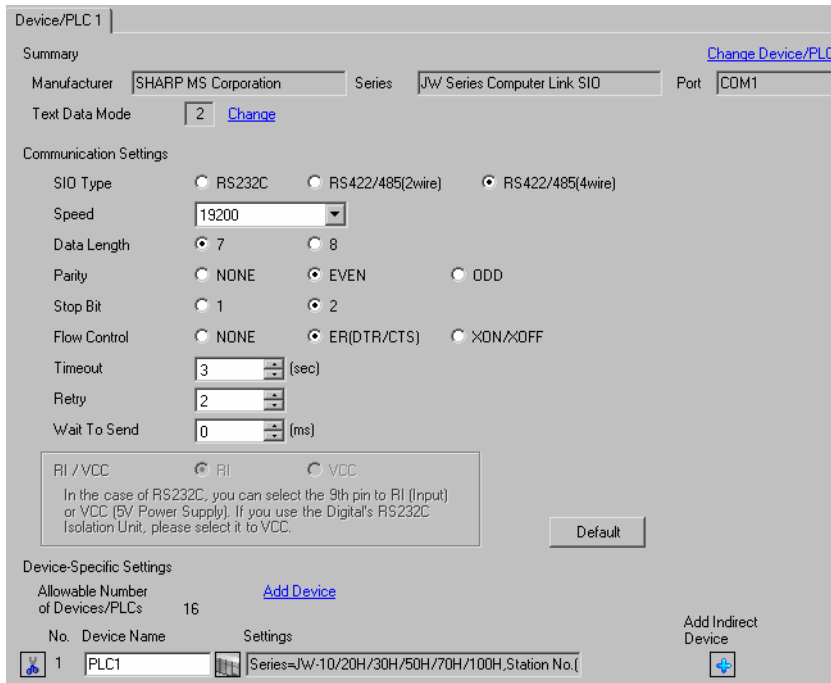 Device/PLC 1
Summary
Change Device/PLC
Manufacturer SHARP MS Corporation Series JW Series Computer Link SIO Port COM1
Text Data Mode 2 Change
Communication Settings
SIO Type RS232C RS422/485(2wire) RS422/485(4wire)
Speed 19200
Data Length 7 8
Parity NONE EVEN ODD
Stop Bit 1 2
Flow Control NONE ER(DTR/CTS) XON/XOFF
Timeout 3 (sec)
Retry 2
Wait To Send 0 (ms)
RI / VCC RI VCC
In the case of RS232C, you can select the 9th pin to RI (Input)
or VCC (5V Power Supply). If you use the Digital's RS232C
Isolation Unit, please select it to VCC.
Default
Device-Specific Settings
Allowable Number
of Devices/PLCs 16 Add Device
Add Indirect
Device
No. Device Name Settings
1 PLC1 Series=JW-10/20H/30H/50H/70H/100H,Station No.(